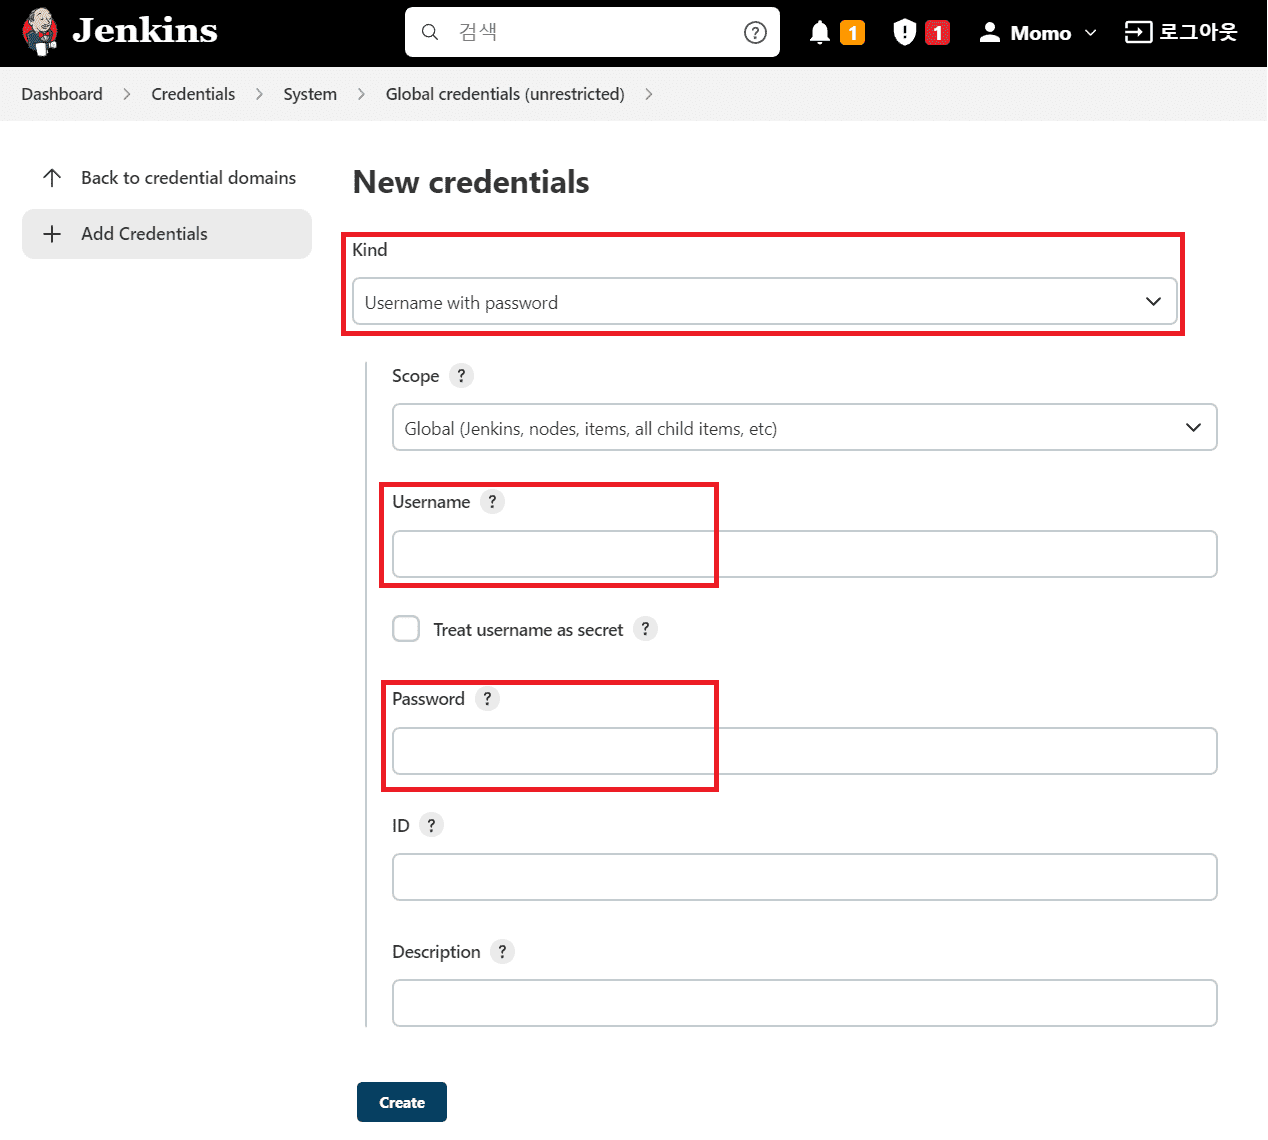 Jenkins
검색
1
1
Momo
로그아웃
Dashboard
Credentials
System
Global credentials (unrestricted)
Back to credential domains
Add Credentials
New credentials
Kind
Username with password
Scope ?
Global (Jenkins, nodes, items, all child items, etc)
Username ?
Treat username as secret ?
Password ?
ID ?
Description ?
Create